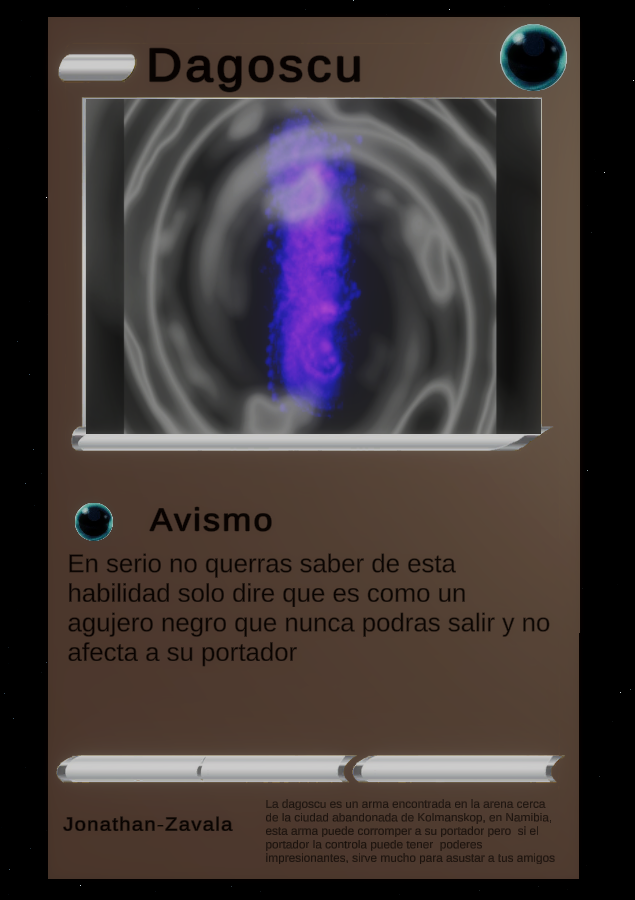 Dagoscu
Avismo
En serio no querras saber de esta
habilidad solo dire que es como un
agujero negro que nunca podras salir y no
afecta a su portador
Jonathan-Zavala
La dagoscu es un arma encontrada en la arena cerca
de la ciudad abandonada de Kolmanskop, en Namibia,
esta arma puede corromper a su portador pero si el
portador la controla puede tener poderes
impresionantes, sirve mucho para asustar a tus amigos